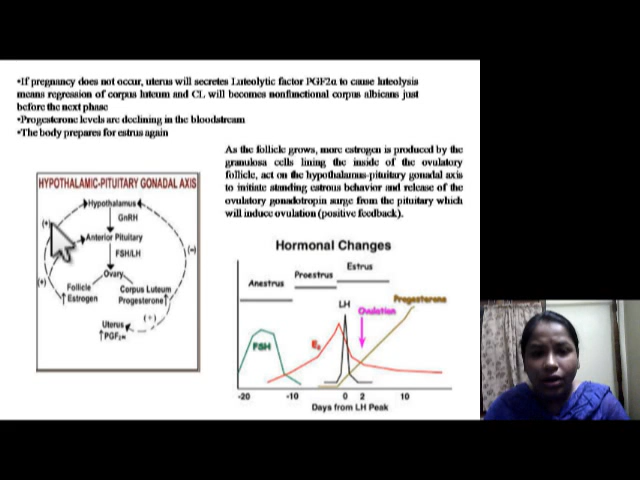 •If pregnancy does not occur, uterus will secretes Luteolytic factor PGF2α to cause luteolysis
means regression of corpus luteum and CL will becomes nonfunctional corpus albicans just
before the next phase
•Progesterone levels are declining in the bloodstream
•The body prepares for estrus again
As the follicle grows, more estrogen is produced by the
granulosa cells lining the inside of the ovulatory
follicle, act on the hypothalamus-pituitary gonadal axis
to initiate standing estrous behavior and release of the
ovulatory gonadotropin surge from the pituitary which
will induce ovulation (positive feedback).
HYPOTHALAMIC-PITUITARY GONADAL AXIS
Hypothalamus
(+)
GnRH
Anterior Pituitary
(-)
FSH/LH
(+)
Ovary
Follicle
↑ Estrogen
Corpus Luteum
Progesterone↑
(+)
Uterus
↑PGF₂α
Hormonal Changes
Anestrus
Proestrus
Estrus
LH
Progesterone
Ovulation
FSH
E₂
-20 -10 0 2 10
Days from LH Peak